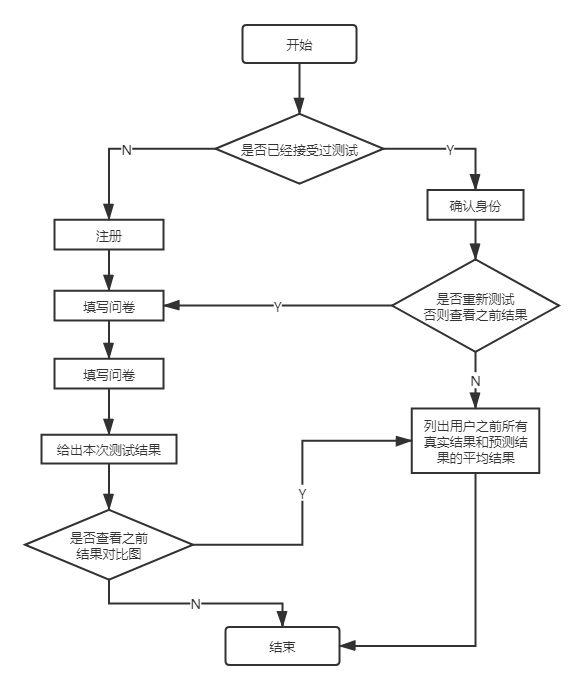 开始
是否已经接受过测试
N
Y
确认身份
注册
是否重新测试
否则查看之前结果
填写问卷
Y
填写问卷
N
列出用户之前所有
真实结果和预测结
果的平均结果
给出本次测试结果
Y
是否查看之前
结果对比图
N
结束